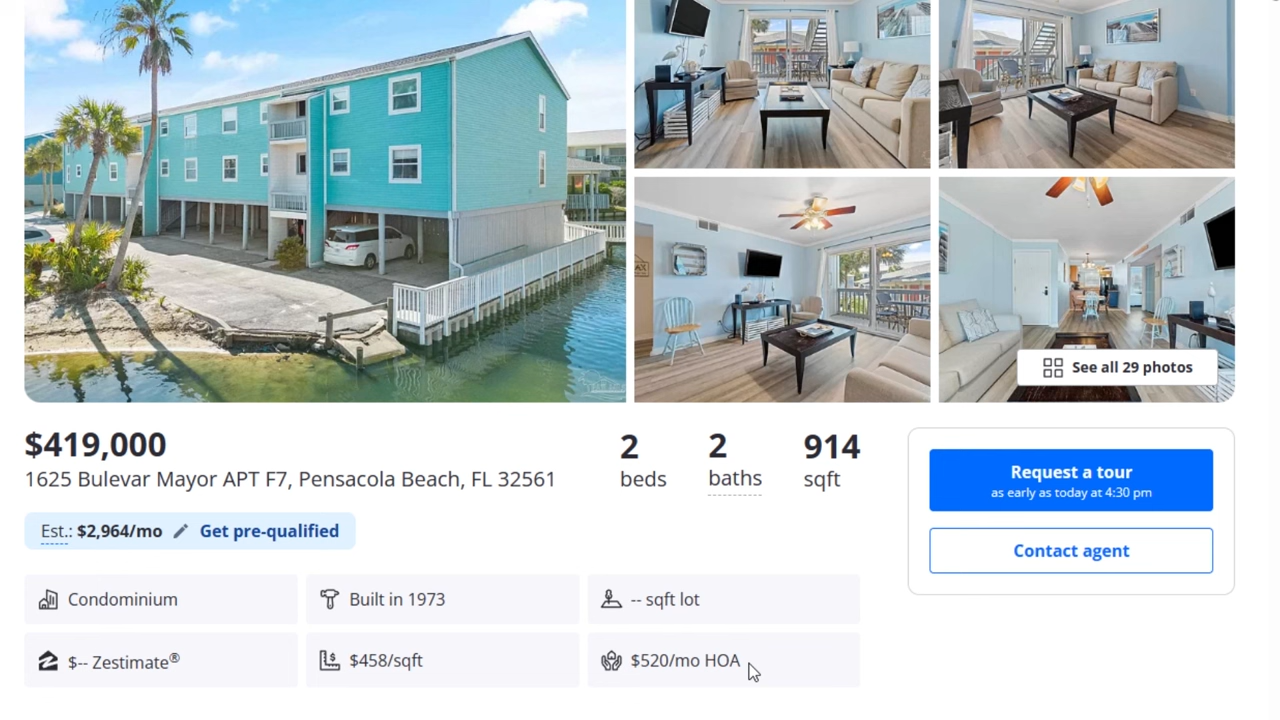 See all 29 photos
$419,000
1625 Bulevar Mayor APT F7, Pensacola Beach, FL 32561
2 beds
2 baths
914 sqft
Est.: $2,964/mo Get pre-qualified
Request a tour
as early as today at 4:30 pm
Contact agent
Condominium
Built in 1973
-- sqft lot
$-- Zestimate®
$458/sqft
$520/mo HOA